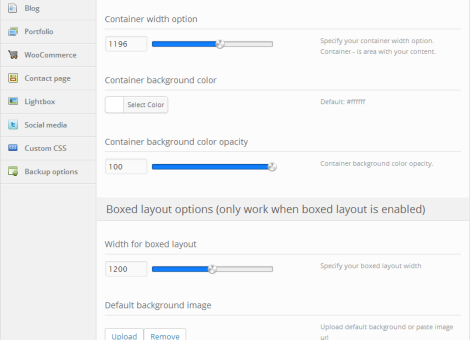 Blog
Portfolio
WooCommerce
Contact page
Lightbox
Social media
Custom CSS
Backup options
Container width option
1196
Specify your container width option.
Container - is area with your content.
Container background color
Select Color
Default: #ffffff
Container background color opacity
100
Container background color opacity.
Boxed layout options (only work when boxed layout is enabled)
Width for boxed layout
1200
Specify your boxed layout width
Default background image
Upload Remove
Upload default background or paste image
url